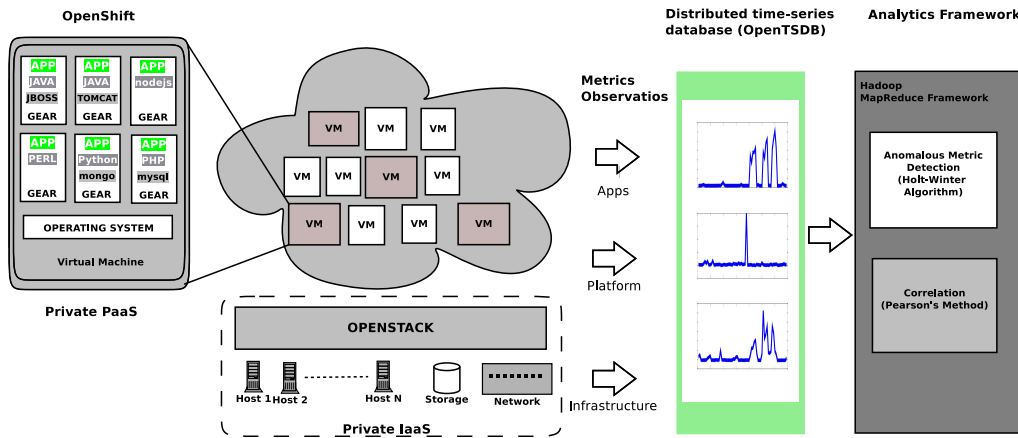 OpenShift
APP
JAVA
JBOSS
GEAR
APP
JAVA
TOMCAT
GEAR
APP
nodejs
GEAR
APP
PERL
GEAR
APP
Python
mongo
GEAR
APP
PHP
mysql
GEAR
OPERATING SYSTEM
Virtual Machine
Private PaaS
VM
VM
VM
VM
VM
VM
VM
VM
VM
VM
VM
OPENSTACK
Host 1
Host 2
Host N
Storage
Network
Private IaaS
Metrics
Observatios
Apps
Platform
Infrastructure
Distributed time-series
database (OpenTSDB)
Analytics Framework
Hadoop
MapReduce Framework
Anomalous Metric
Detection
(Holt-Winter
Algorithm)
Correlation
(Pearson's Method)